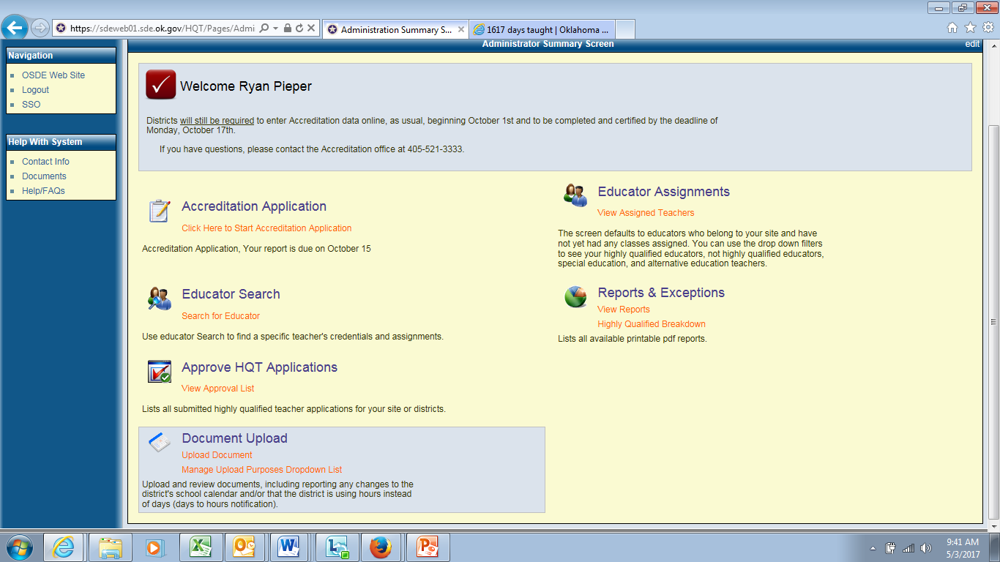 https://sdeweb01.sde.ok.gov/HQT/Pages/Admi
Administration Summary S...
1617 days taught | Oklahoma ...
Navigation
OSDE Web Site
Logout
SSO
Help With System
Contact Info
Documents
Help/FAQs
Administrator Summary Screen
edit
Welcome Ryan Pieper
Districts will still be required to enter Accreditation data online, as usual, beginning October 1st and to be completed and certified by the deadline of
Monday, October 17th.
If you have questions, please contact the Accreditation office at 405-521-3333.
Accreditation Application
Click Here to Start Accreditation Application
Accreditation Application, Your report is due on October 15
Educator Assignments
View Assigned Teachers
The screen defaults to educators who belong to your site and have
not yet had any classes assigned. You can use the drop down filters
to see your highly qualified educators, not highly qualified educators,
special education, and alternative education teachers.
Educator Search
Search for Educator
Use educator Search to find a specific teacher's credentials and assignments.
Reports & Exceptions
View Reports
Highly Qualified Breakdown
Lists all available printable pdf reports.
Approve HQT Applications
View Approval List
Lists all submitted highly qualified teacher applications for your site or districts.
Document Upload
Upload Document
Manage Upload Purposes Dropdown List
Upload and review documents, including reporting any changes to the
district's school calendar and/or that the district is using hours instead
of days (days to hours notification).
9:41 AM
5/3/2017